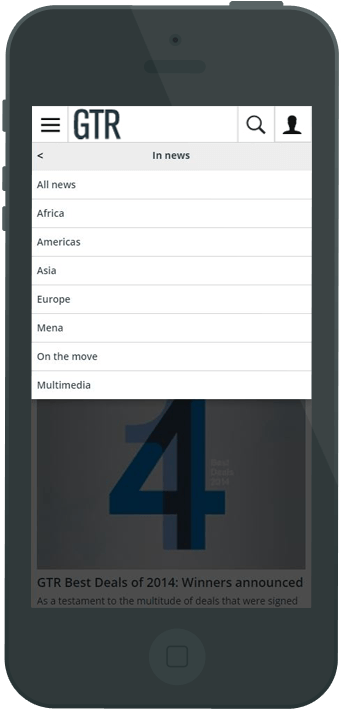 GTR
< In news
All news
Africa
Americas
Asia
Europe
Mena
On the move
Multimedia
14
Best
Deals
2014
GTR Best Deals of 2014: Winners announced
As a testament to the multitude of deals that were signed